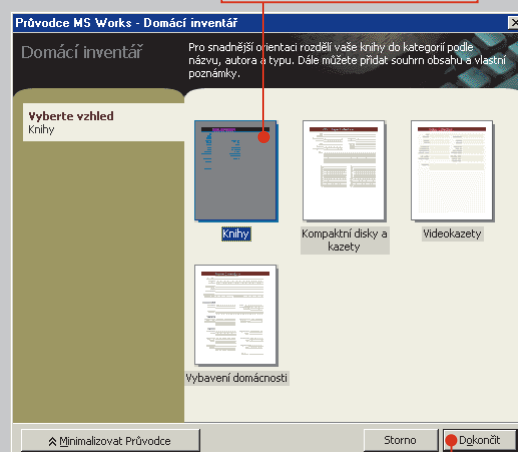 Průvodce MS Works - Domácí inventář
Domácí inventář
Pro snadnější orientaci rozdělí vaše knihy do kategorií podle
názvu, autora a typu. Dále můžete přidat souhrn obsahu a vlastní
poznámky.
Vyberte vzhled
Knihy
Knihy
Kompaktní disky a
kazety
Videokazety
Vybavení domácnosti
Minimalizovat Průvodce
Storno
Dokončit